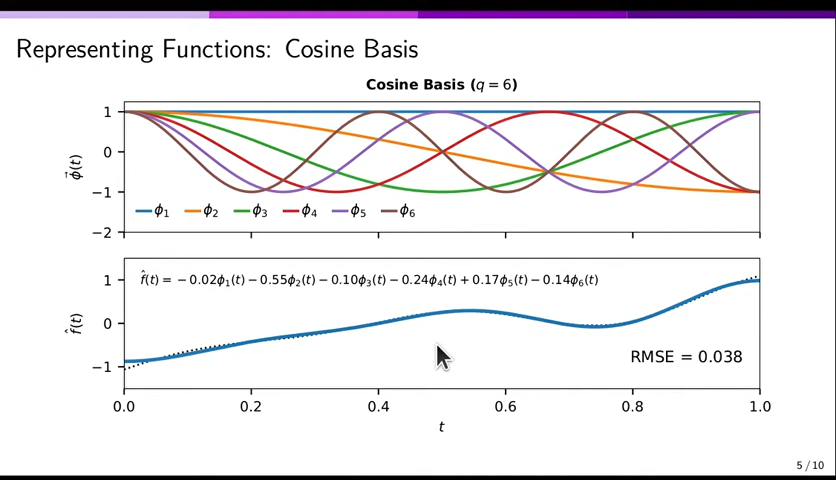 Representing Functions: Cosine Basis
Cosine Basis (q = 6)
1
0
−1
−2
ϕ⃗(t)
ϕ₁ ϕ₂ ϕ₃ ϕ₄ ϕ₅ ϕ₆
f̂(t) = −0.02ϕ₁(t) − 0.55ϕ₂(t) − 0.10ϕ₃(t) − 0.24ϕ₄(t) + 0.17ϕ₅(t) − 0.14ϕ₆(t)
1
0
−1
f̂(t)
RMSE = 0.038
0.0 0.2 0.4 0.6 0.8 1.0
t
5 / 10